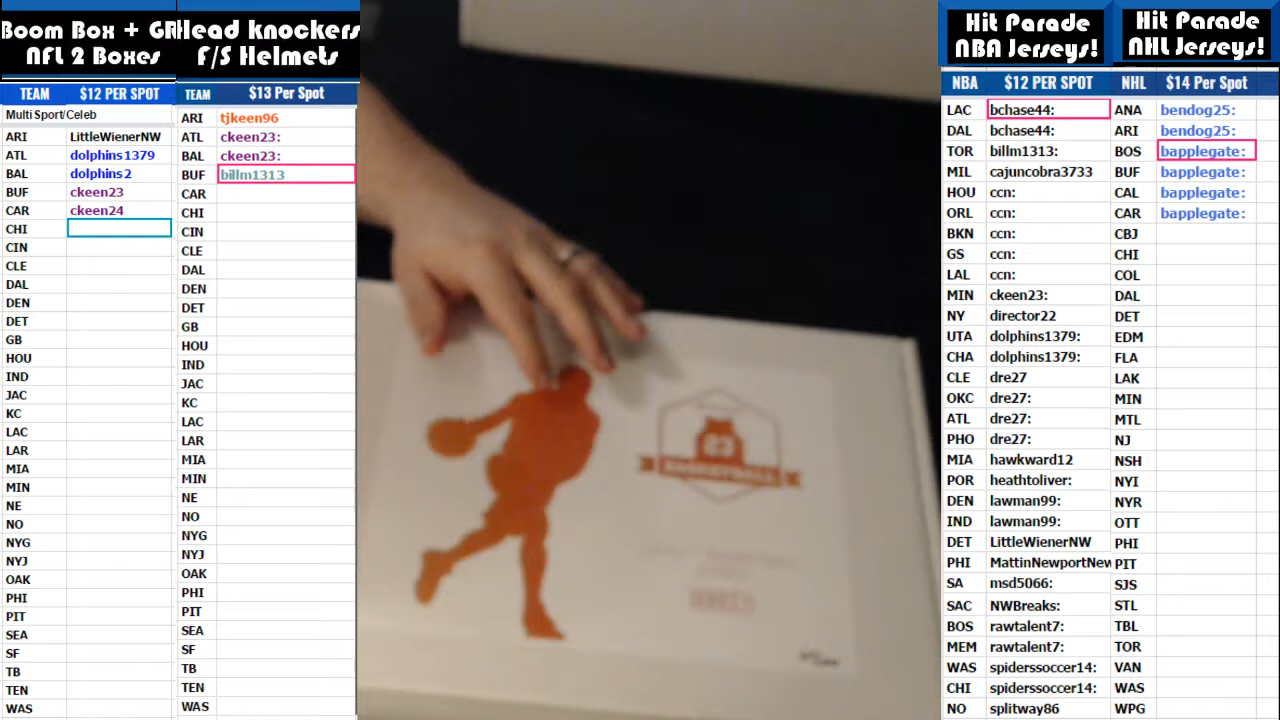 Boom Box + GR
NFL 2 Boxes
TEAM $12 PER SPOT
Multi Sport/Celeb
ARI LittleWienerNW
ATL dolphins1379
BAL dolphins2
BUF ckeen23
CAR ckeen24
CHI
CIN
CLE
DAL
DEN
DET
GB
HOU
IND
JAC
KC
LAC
LAR
MIA
MIN
NE
NO
NYG
NYJ
OAK
PHI
PIT
SEA
SF
TB
TEN
WAS
Head knockers
F/S Helmets
TEAM $13 Per Spot
ARI tjkeen96
ATL ckeen23:
BAL ckeen23:
BUF billm1313
CAR
CHI
CIN
CLE
DAL
DEN
DET
GB
HOU
IND
JAC
KC
LAC
LAR
MIA
MIN
NE
NO
NYG
NYJ
OAK
PHI
PIT
SEA
SF
TB
TEN
WAS
BASKETBALL
Hit Parade
NBA Jerseys!
NBA $12 PER SPOT
LAC bchase44:
DAL bchase44:
TOR billm1313:
MIL cajuncobra3733
HOU ccn:
ORL ccn:
BKN ccn:
GS ccn:
LAL ccn:
MIN ckeen23:
NY director22
UTA dolphins1379:
CHA dolphins1379:
CLE dre27
OKC dre27:
ATL dre27:
PHO dre27:
MIA hawkward12
POR heathtoliver:
DEN lawman99:
IND lawman99:
DET LittleWienerNW
PHI MattinNewportNew
SA msd5066:
SAC NWBreaks:
BOS rawtalent7:
MEM rawtalent7:
WAS spiderssoccer14:
CHI spiderssoccer14:
NO splitway86
Hit Parade
NHL Jerseys!
NHL $14 Per Spot
ANA bendog25:
ARI bendog25:
BOS bapplegate:
BUF bapplegate:
CAL bapplegate:
CAR bapplegate:
CBJ
CHI
COL
DAL
DET
EDM
FLA
LAK
MIN
MTL
NJ
NSH
NYI
NYR
OTT
PHI
PIT
SJS
STL
TBL
TOR
VAN
WAS
WPG